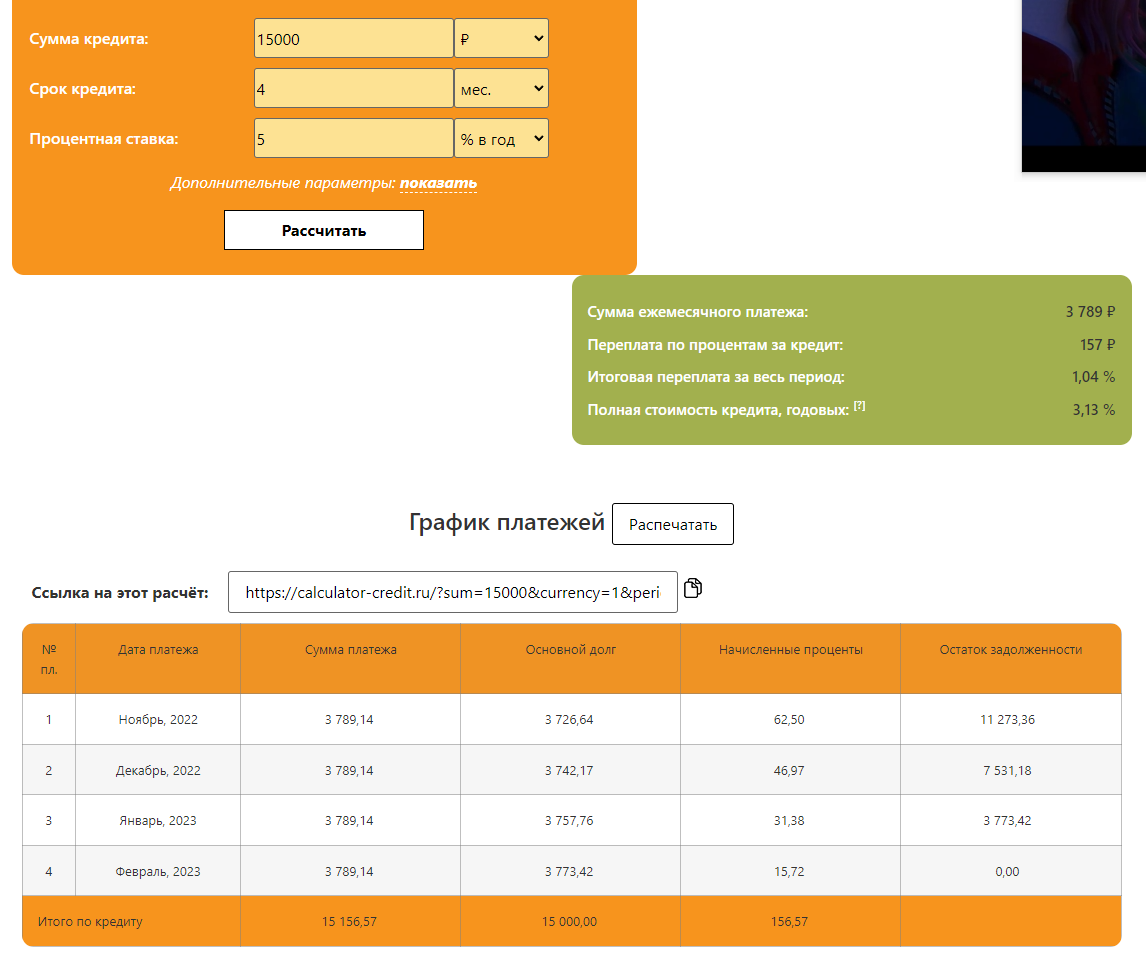 Сумма кредита: 15000 ₽
Срок кредита: 4 мес.
Процентная ставка: 5 % в год
Дополнительные параметры: показать
Рассчитать
Сумма ежемесячного платежа: 3 789 ₽
Переплата по процентам за кредит: 157 ₽
Итоговая переплата за весь период: 1,04 %
Полная стоимость кредита, годовых: [?] 3,13 %
График платежей Распечатать
Ссылка на этот расчёт: https://calculator-credit.ru/?sum=15000&currency=1&peri
№ пл. Дата платежа Сумма платежа Основной долг Начисленные проценты Остаток задолженности
1 Ноябрь, 2022 3 789,14 3 726,64 62,50 11 273,36
2 Декабрь, 2022 3 789,14 3 742,17 46,97 7 531,18
3 Январь, 2023 3 789,14 3 757,76 31,38 3 773,42
4 Февраль, 2023 3 789,14 3 773,42 15,72 0,00
Итого по кредиту 15 156,57 15 000,00 156,57